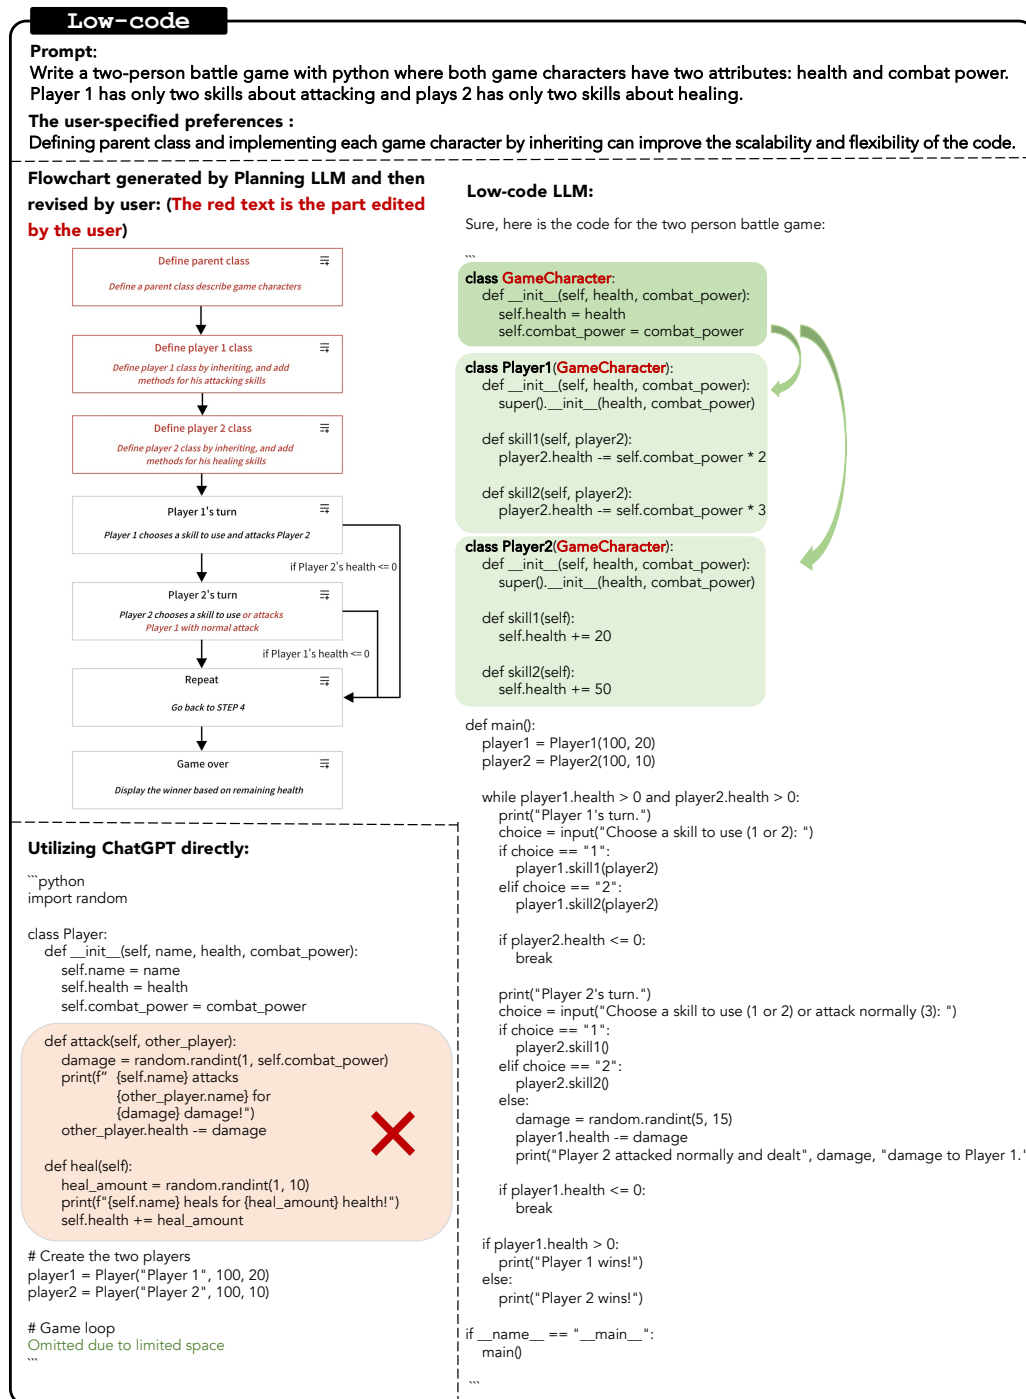 Low-code
Prompt:
Write a two-person battle game with python where both game characters have two attributes: health and combat power.
Player 1 has only two skills about attacking and plays 2 has only two skills about healing.
The user-specified preferences :
Defining parent class and implementing each game character by inheriting can improve the scalability and flexibility of the code.
Flowchart generated by Planning LLM and then
revised by user: (The red text is the part edited
by the user)
Define parent class
Define a parent class describe game characters
Define player 1 class
Define player 1 class by inheriting, and add
methods for his attacking skills
Define player 2 class
Define player 2 class by inheriting, and add
methods for his healing skills
Player 1's turn
Player 1 chooses a skill to use and attacks Player 2
if Player 2's health <= 0
Player 2's turn
Player 2 chooses a skill to use or attacks
Player 1 with normal attack
if Player 1's health <= 0
Repeat
Go back to STEP 4
Game over
Display the winner based on remaining health
Utilizing ChatGPT directly:
```python
import random
class Player:
def __init__(self, name, health, combat_power):
self.name = name
self.health = health
self.combat_power = combat_power
def attack(self, other_player):
damage = random.randint(1, self.combat_power)
print(f" {self.name} attacks
{other_player.name} for
{damage} damage!")
other_player.health -= damage
def heal(self):
heal_amount = random.randint(1, 10)
print(f"{self.name} heals for {heal_amount} health!")
self.health += heal_amount
# Create the two players
player1 = Player("Player 1", 100, 20)
player2 = Player("Player 2", 100, 10)
# Game loop
Omitted due to limited space
```
Low-code LLM:
Sure, here is the code for the two person battle game:
```
class GameCharacter:
def __init__(self, health, combat_power):
self.health = health
self.combat_power = combat_power
class Player1(GameCharacter):
def __init__(self, health, combat_power):
super().__init__(health, combat_power)
def skill1(self, player2):
player2.health -= self.combat_power * 2
def skill2(self, player2):
player2.health -= self.combat_power * 3
class Player2(GameCharacter):
def __init__(self, health, combat_power):
super().__init__(health, combat_power)
def skill1(self):
self.health += 20
def skill2(self):
self.health += 50
def main():
player1 = Player1(100, 20)
player2 = Player2(100, 10)
while player1.health > 0 and player2.health > 0:
print("Player 1's turn.")
choice = input("Choose a skill to use (1 or 2): ")
if choice == "1":
player1.skill1(player2)
elif choice == "2":
player1.skill2(player2)
if player2.health <= 0:
break
print("Player 2's turn.")
choice = input("Choose a skill to use (1 or 2) or attack normally (3): ")
if choice == "1":
player2.skill1()
elif choice == "2":
player2.skill2()
else:
damage = random.randint(5, 15)
player1.health -= damage
print("Player 2 attacked normally and dealt", damage, "damage to Player 1."
if player1.health <= 0:
break
if player1.health > 0:
print("Player 1 wins!")
else:
print("Player 2 wins!")
if __name__ == "__main__":
main()
```